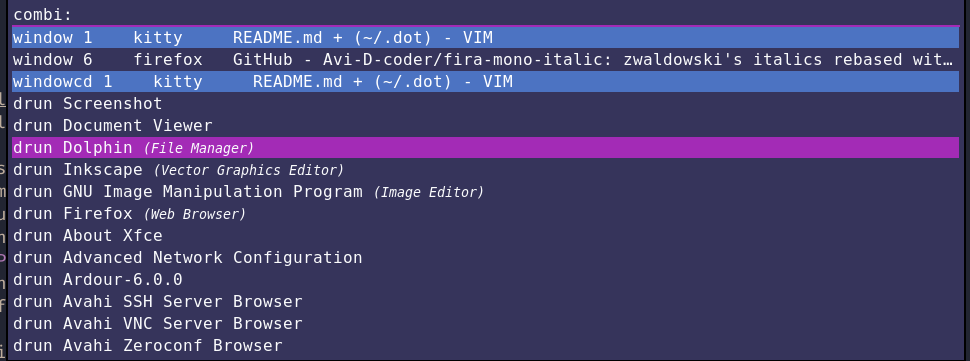 combi:
window 1    kitty     README.md + (~/.dot) - VIM
window 6    firefox   GitHub - Avi-D-coder/fira-mono-italic: zwaldowski's italics rebased wit…
windowcd 1    kitty     README.md + (~/.dot) - VIM
drun Screenshot
drun Document Viewer
drun Dolphin (File Manager)
drun Inkscape (Vector Graphics Editor)
drun GNU Image Manipulation Program (Image Editor)
drun Firefox (Web Browser)
drun About Xfce
drun Advanced Network Configuration
drun Ardour-6.0.0
drun Avahi SSH Server Browser
drun Avahi VNC Server Browser
drun Avahi Zeroconf Browser